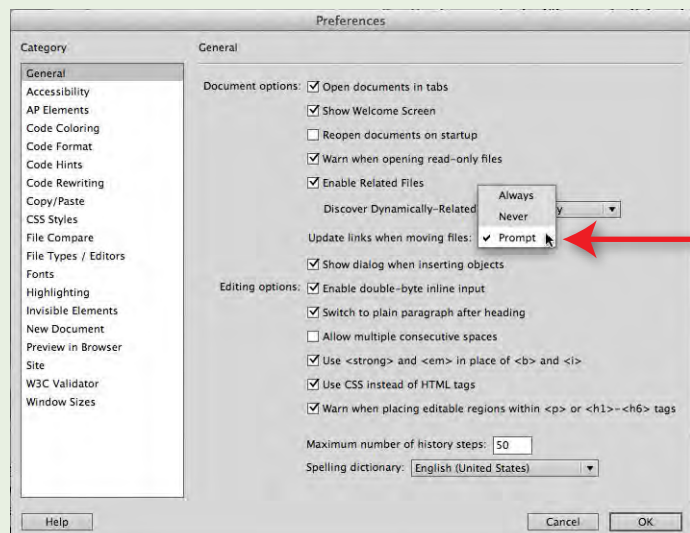 Preferences
Category
General
Accessibility
AP Elements
Code Coloring
Code Format
Code Hints
Code Rewriting
Copy/Paste
CSS Styles
File Compare
File Types / Editors
Fonts
Highlighting
Invisible Elements
New Document
Preview in Browser
Site
W3C Validator
Window Sizes
General
Document options: Open documents in tabs
Show Welcome Screen
Reopen documents on startup
Warn when opening read-only files
Enable Related Files
Discover Dynamically-Related
Always
Never
Update links when moving files: Prompt
Show dialog when inserting objects
Editing options: Enable double-byte inline input
Switch to plain paragraph after heading
Allow multiple consecutive spaces
Use <strong> and <em> in place of <b> and <i>
Use CSS instead of HTML tags
Warn when placing editable regions within <p> or <h1>-<h6> tags
Maximum number of history steps: 50
Spelling dictionary: English (United States)
Help
Cancel
OK